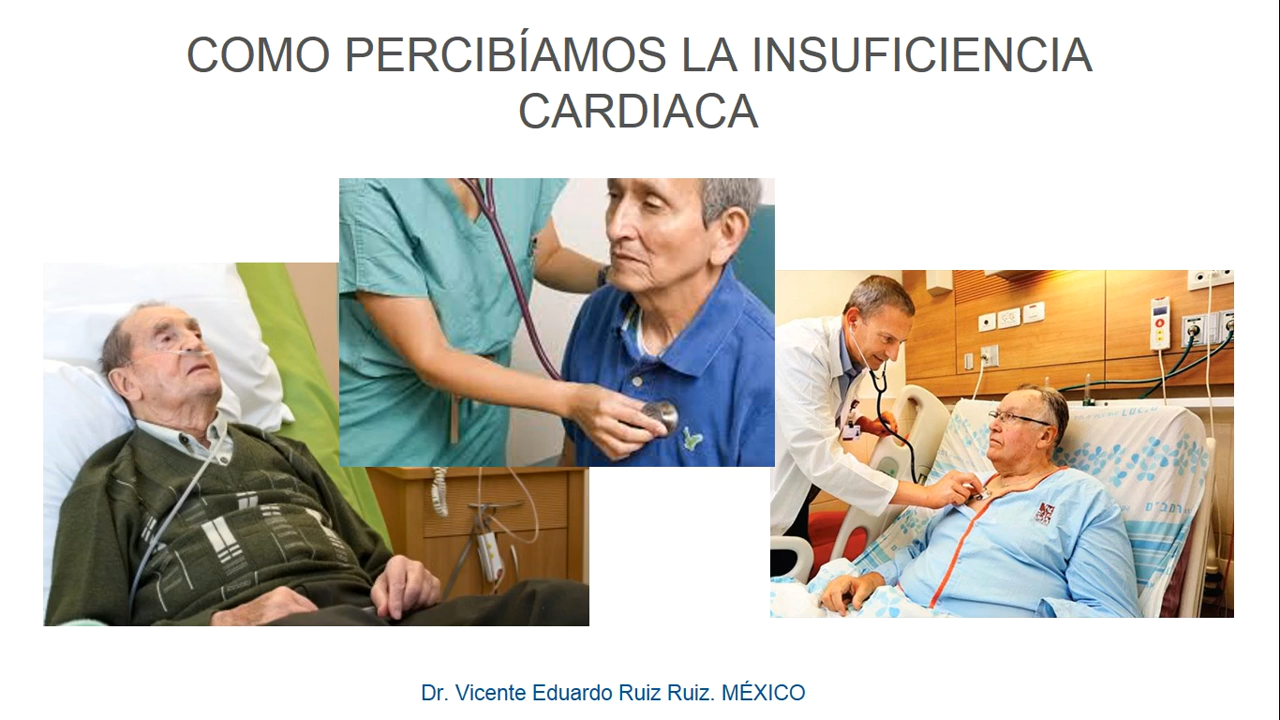 COMO PERCIBÍAMOS LA INSUFICIENCIA
CARDIACA
Dr. Vicente Eduardo Ruiz Ruiz. MÉXICO